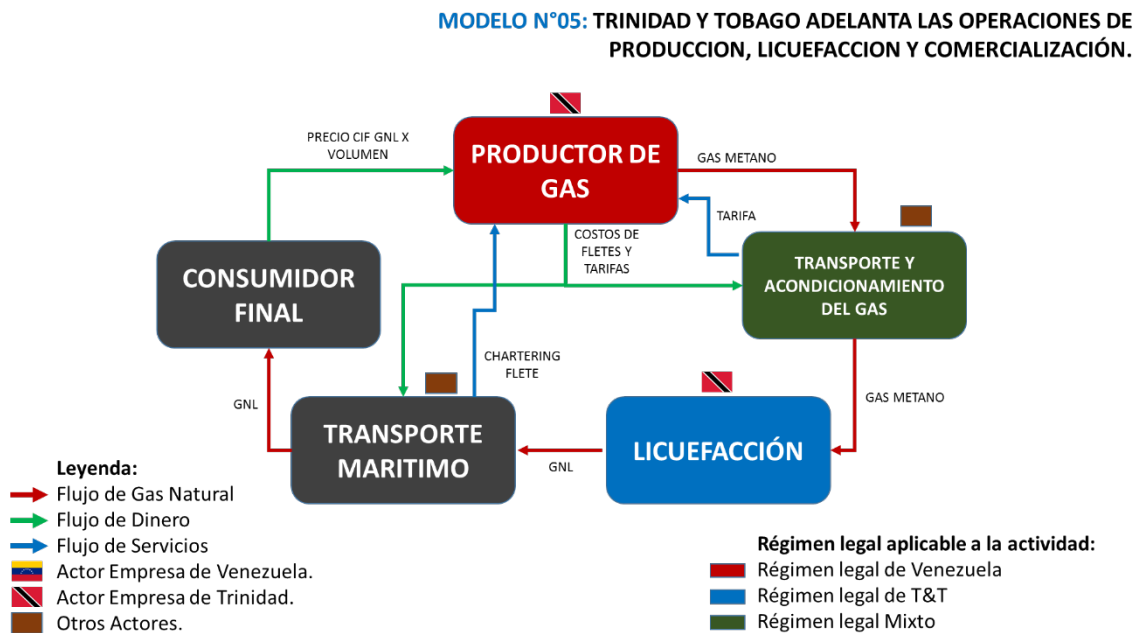 MODELO N°05: TRINIDAD Y TOBAGO ADELANTA LAS OPERACIONES DE
PRODUCCION, LICUEFACCION Y COMERCIALIZACIÓN.
PRECIO CIF GNL X
VOLUMEN
PRODUCTOR DE
GAS
GAS METANO
TARIFA
COSTOS DE
FLETES Y
TARIFAS
CONSUMIDOR
FINAL
TRANSPORTE Y
ACONDICIONAMIENTO
DEL GAS
CHARTERING
FLETE
GNL
GAS METANO
TRANSPORTE
MARITIMO
GNL
LICUEFACCIÓN
Leyenda:
Flujo de Gas Natural
Flujo de Dinero
Flujo de Servicios
Actor Empresa de Venezuela.
Actor Empresa de Trinidad.
Otros Actores.
Régimen legal aplicable a la actividad:
Régimen legal de Venezuela
Régimen legal de T&T
Régimen legal Mixto